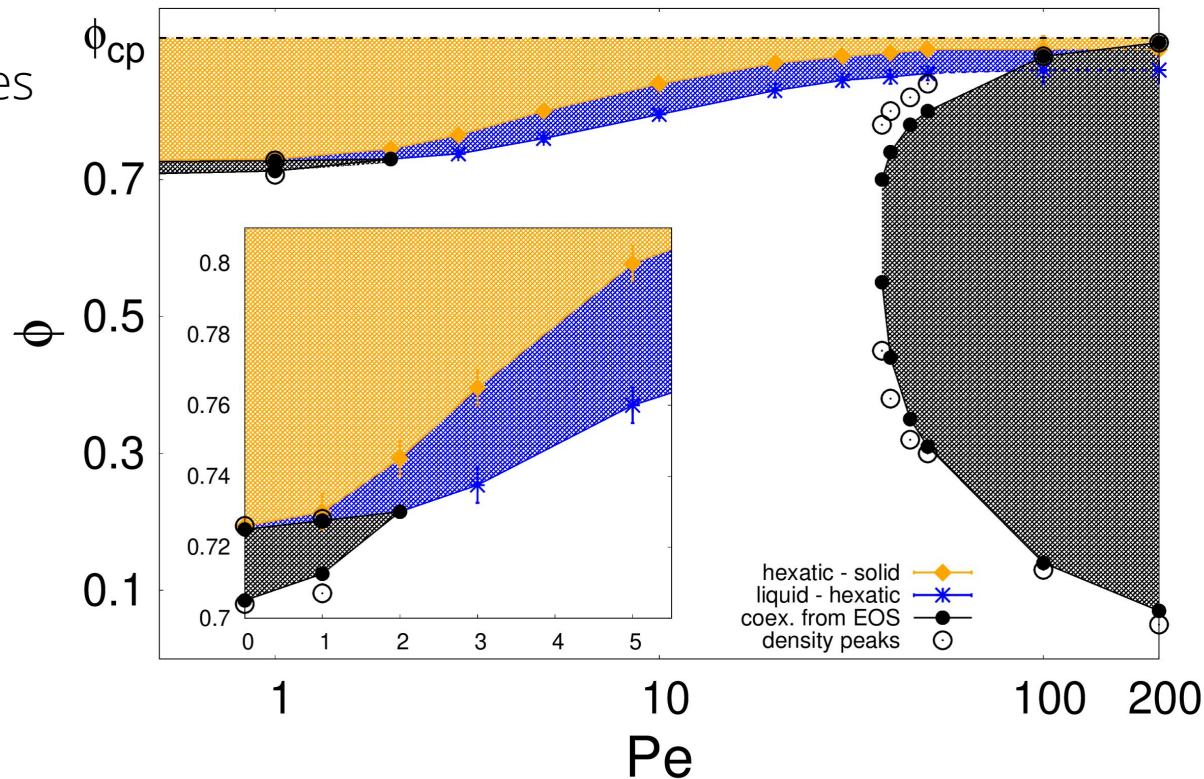 es
ϕcp
0.7
0.5
0.3
0.1
ϕ
0.8
0.78
0.76
0.74
0.72
0.7
0 1 2 3 4 5
hexatic - solid
liquid - hexatic
coex. from EOS
density peaks
1 10 100 200
Pe